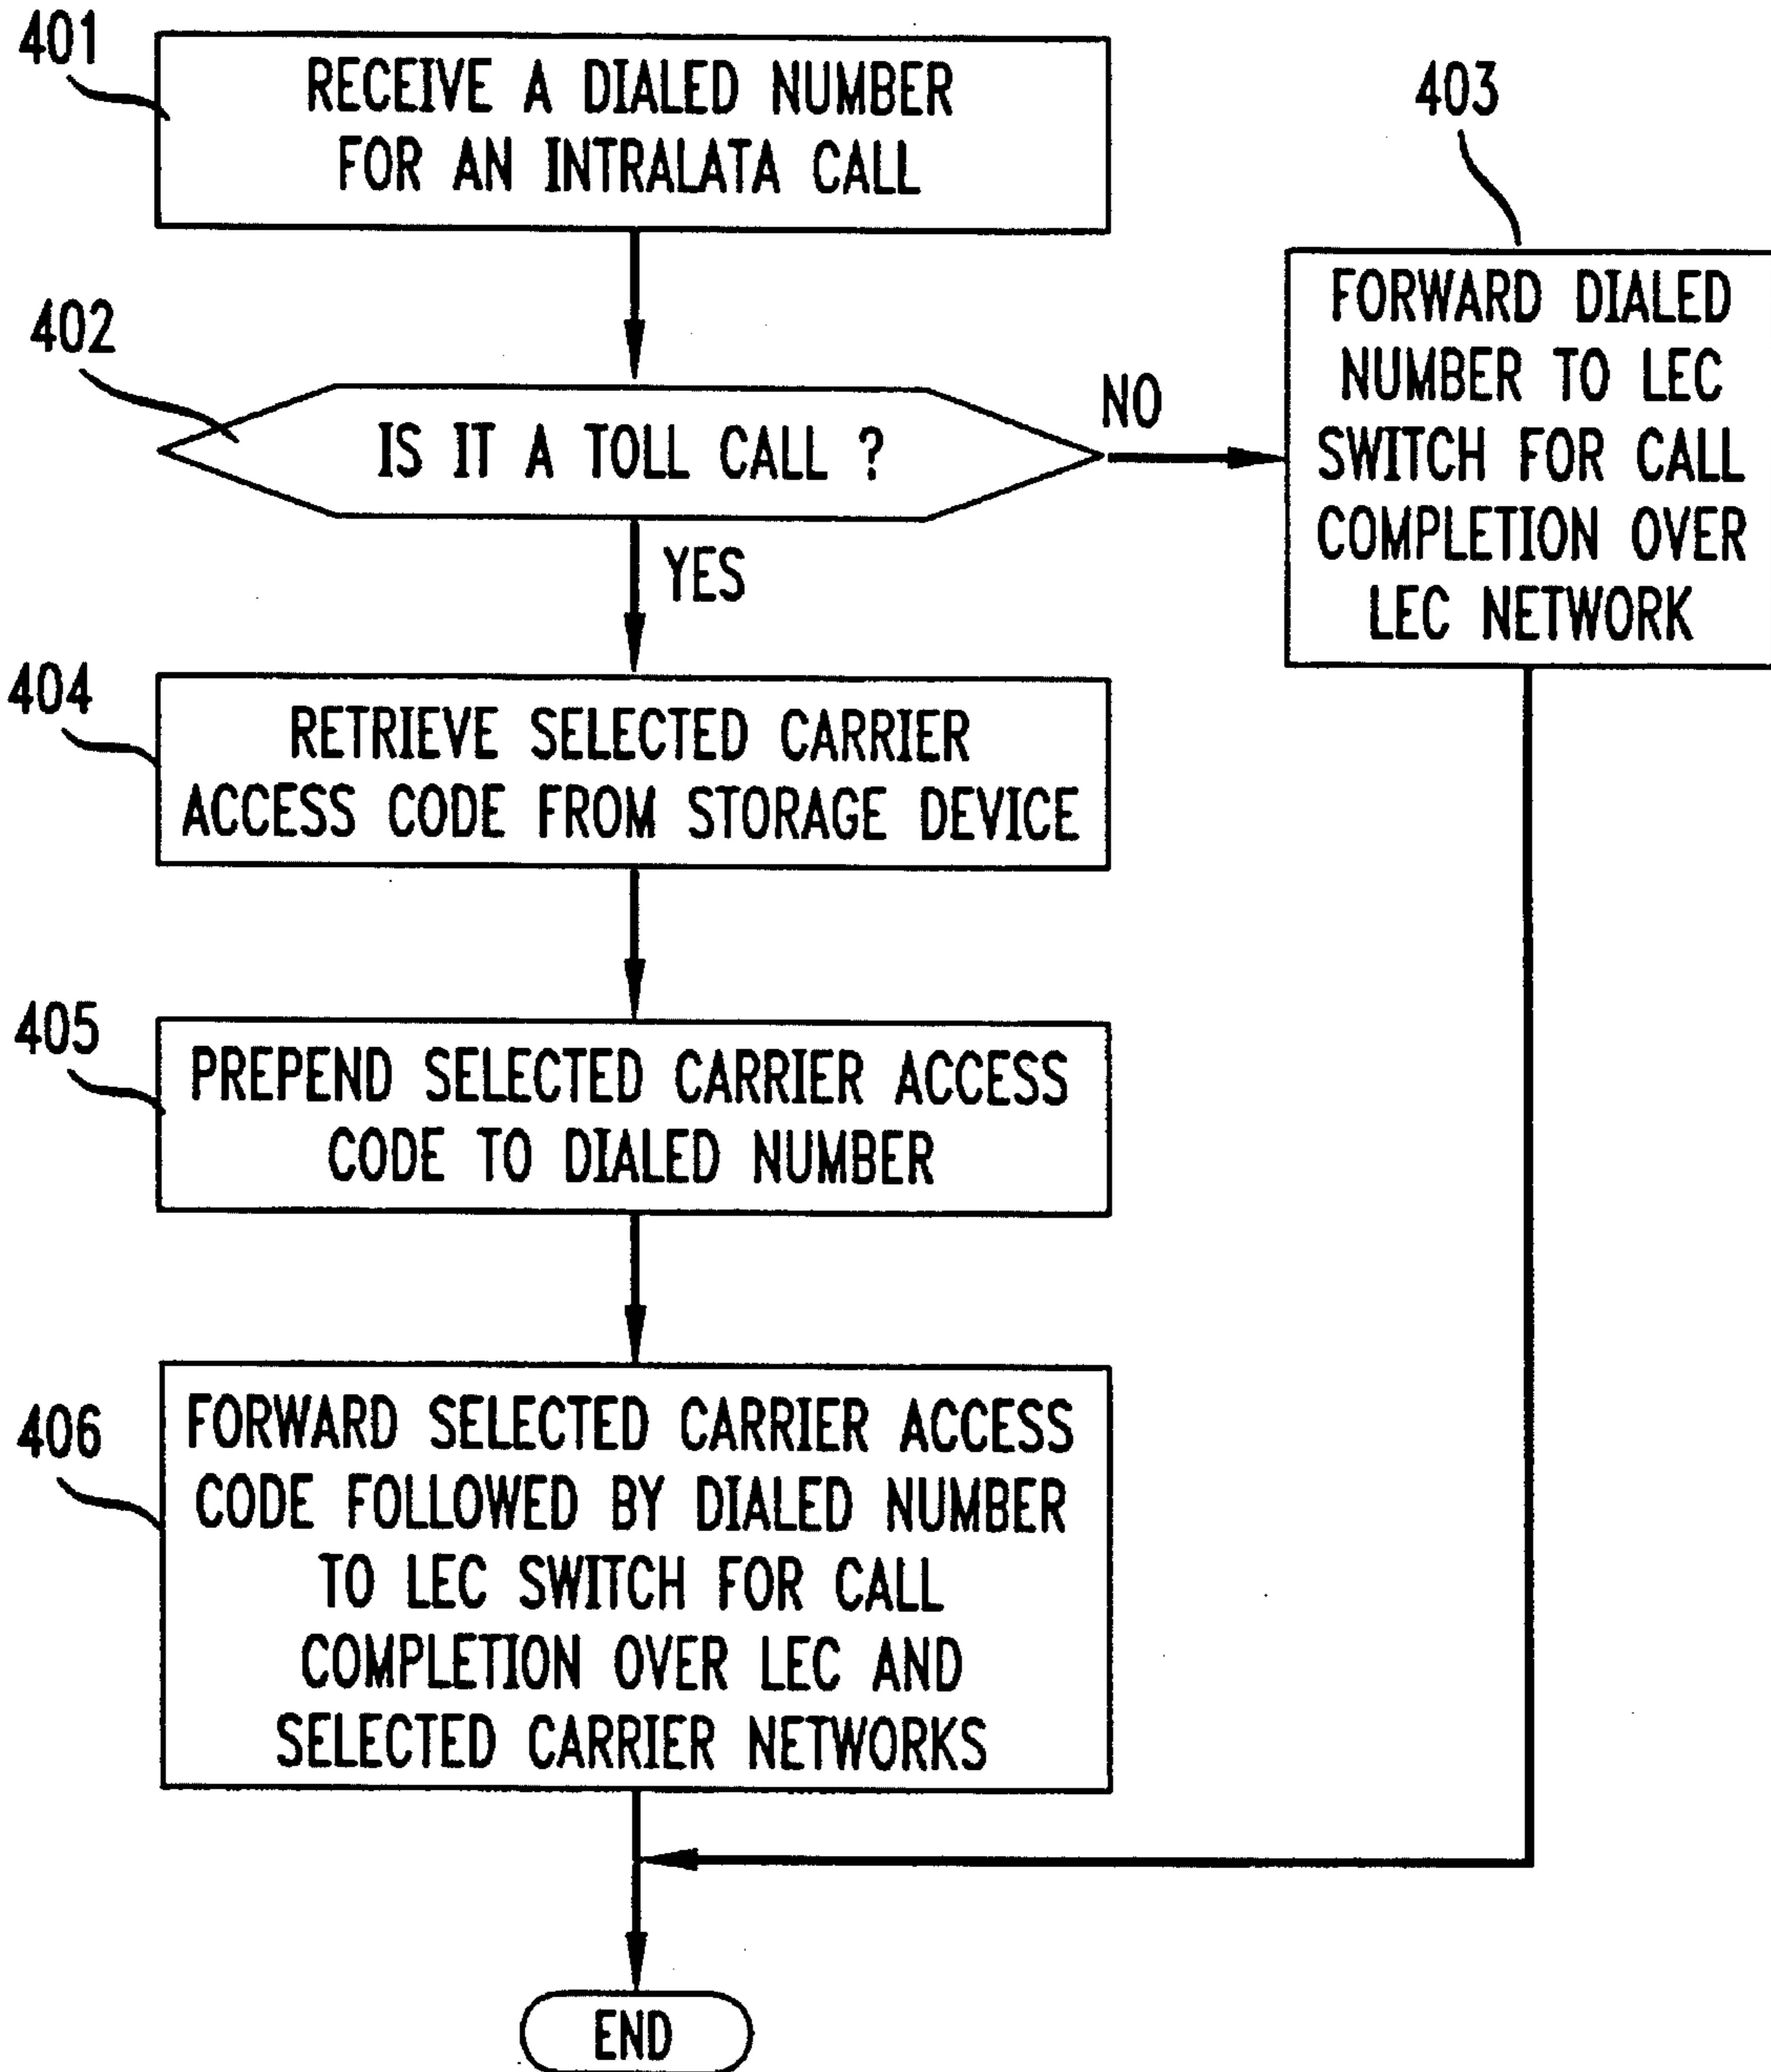 401
RECEIVE A DIALED NUMBER
FOR AN INTRALATA CALL
402
IS IT A TOLL CALL ?
NO
YES
403
FORWARD DIALED
NUMBER TO LEC
SWITCH FOR CALL
COMPLETION OVER
LEC NETWORK
404
RETRIEVE SELECTED CARRIER
ACCESS CODE FROM STORAGE DEVICE
405
PREPEND SELECTED CARRIER ACCESS
CODE TO DIALED NUMBER
406
FORWARD SELECTED CARRIER ACCESS
CODE FOLLOWED BY DIALED NUMBER
TO LEC SWITCH FOR CALL
COMPLETION OVER LEC AND
SELECTED CARRIER NETWORKS
END